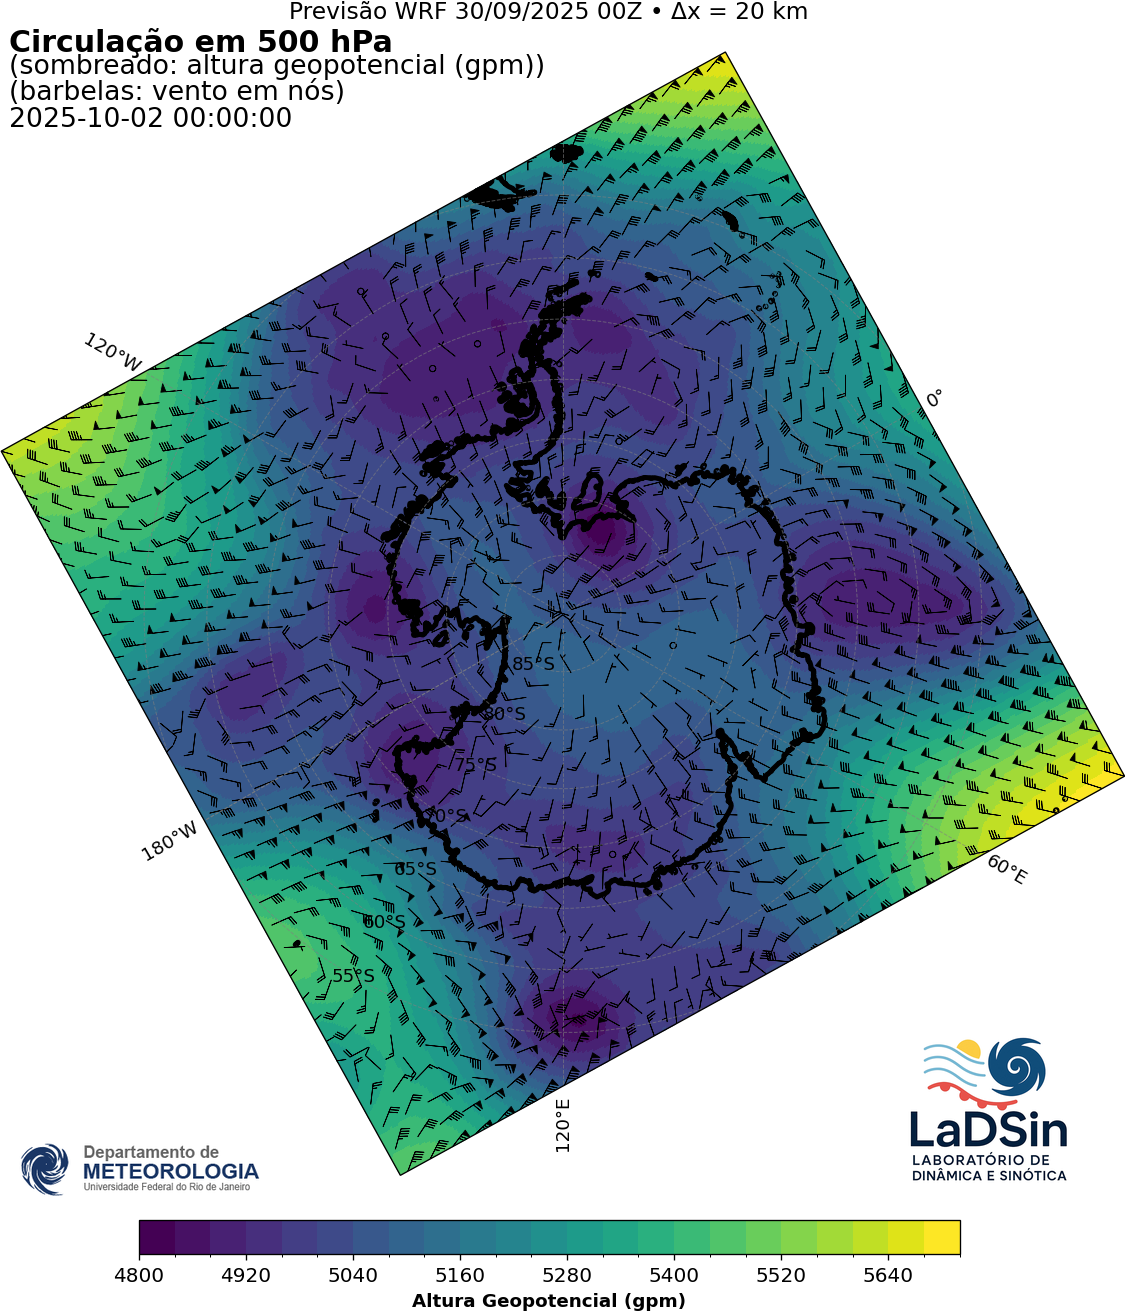 Previsão WRF 30/09/2025 00Z • Δx = 20 km
Circulação em 500 hPa
(sombreado: altura geopotencial (gpm))
(barbelas: vento em nós)
2025-10-02 00:00:00
120°W
0°
85°S
80°S
75°S
70°S
180°W
65°S
60°E
60°S
55°S
120°E
LaDSin
LABORATÓRIO DE
DINÂMICA E SINÓTICA
Departamento de
METEOROLOGIA
Universidade Federal do Rio de Janeiro
4800 4920 5040 5160 5280 5400 5520 5640
Altura Geopotencial (gpm)